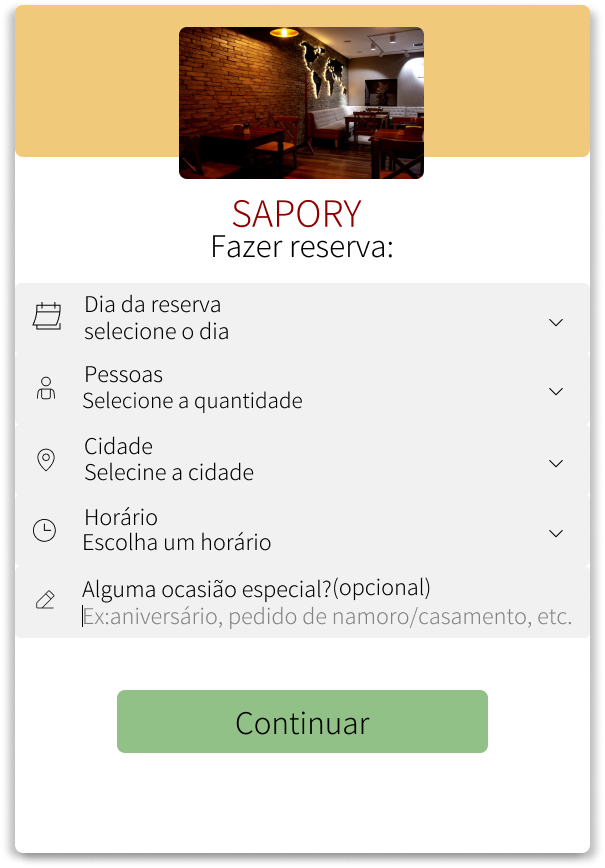 SAPORY
Fazer reserva:
Dia da reserva
selecione o dia
Pessoas
Selecione a quantidade
Cidade
Selecine a cidade
Horário
Escolha um horário
Alguma ocasião especial?(opcional)
Ex:aniversário, pedido de namoro/casamento, etc.
Continuar